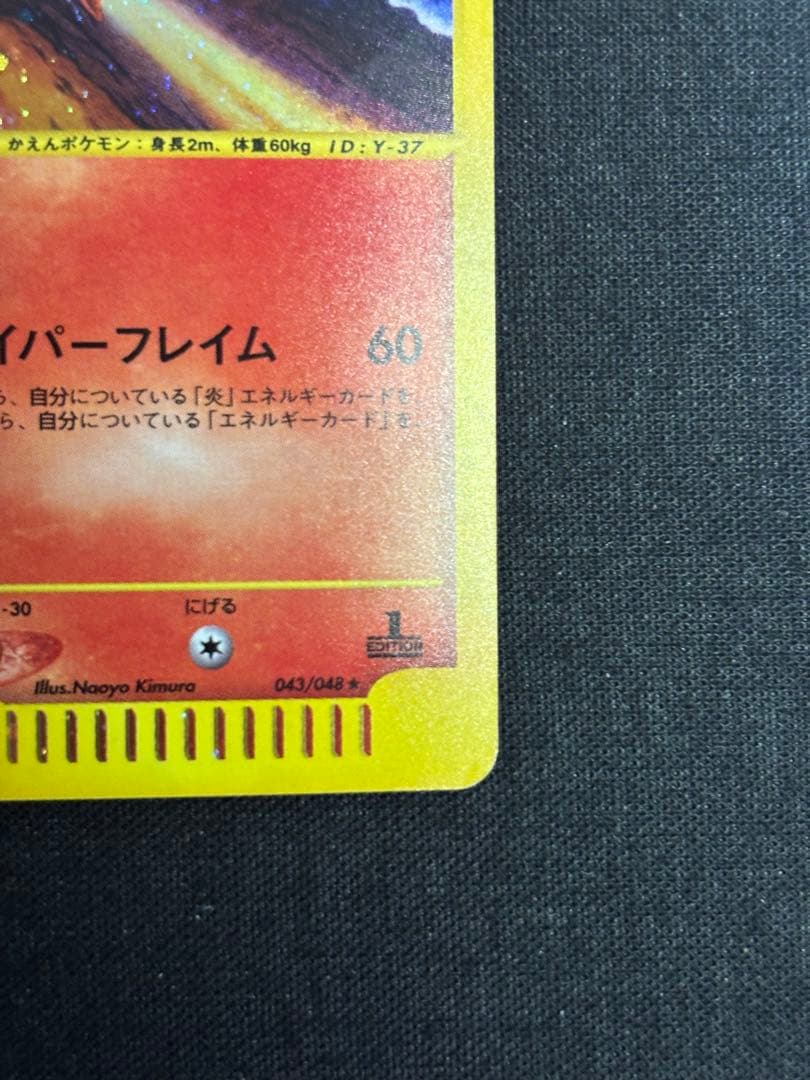 かえんポケモン：身長2m、体重60kg ID:Y-37
イパーフレイム 60
ら、自分についている「炎」エネルギーカードを、
ら、自分についている「エネルギーカード」を、
-30 にげる
1
EDITION
Illus.Naoyo Kimura 043/048★